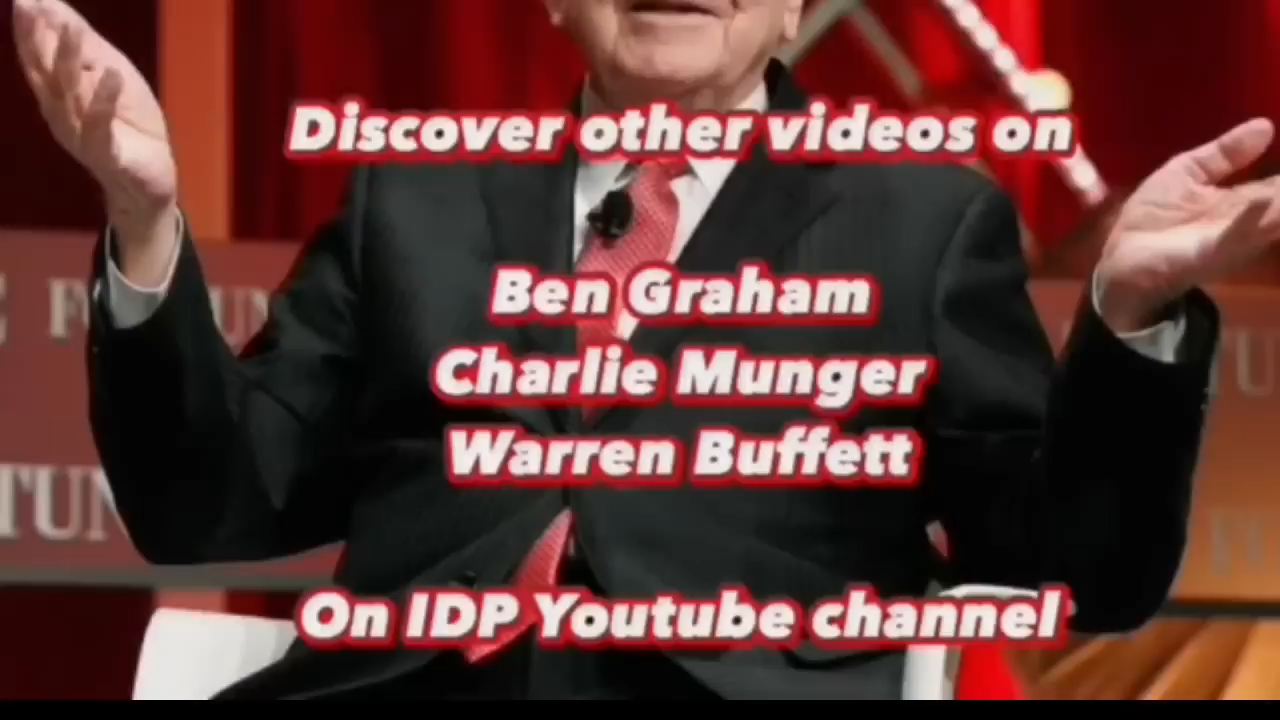 Discover other videos on
Ben Graham
Charlie Munger
Warren Buffett
On IDP Youtube channel